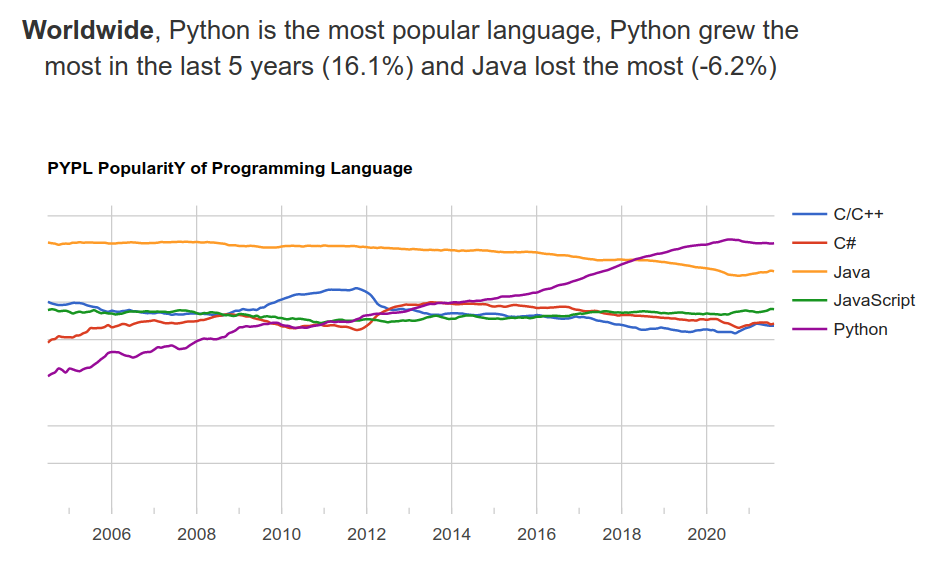 Worldwide, Python is the most popular language, Python grew the
most in the last 5 years (16.1%) and Java lost the most (-6.2%)
PYPL PopularitY of Programming Language
C/C++
C#
Java
JavaScript
Python
2006 2008 2010 2012 2014 2016 2018 2020